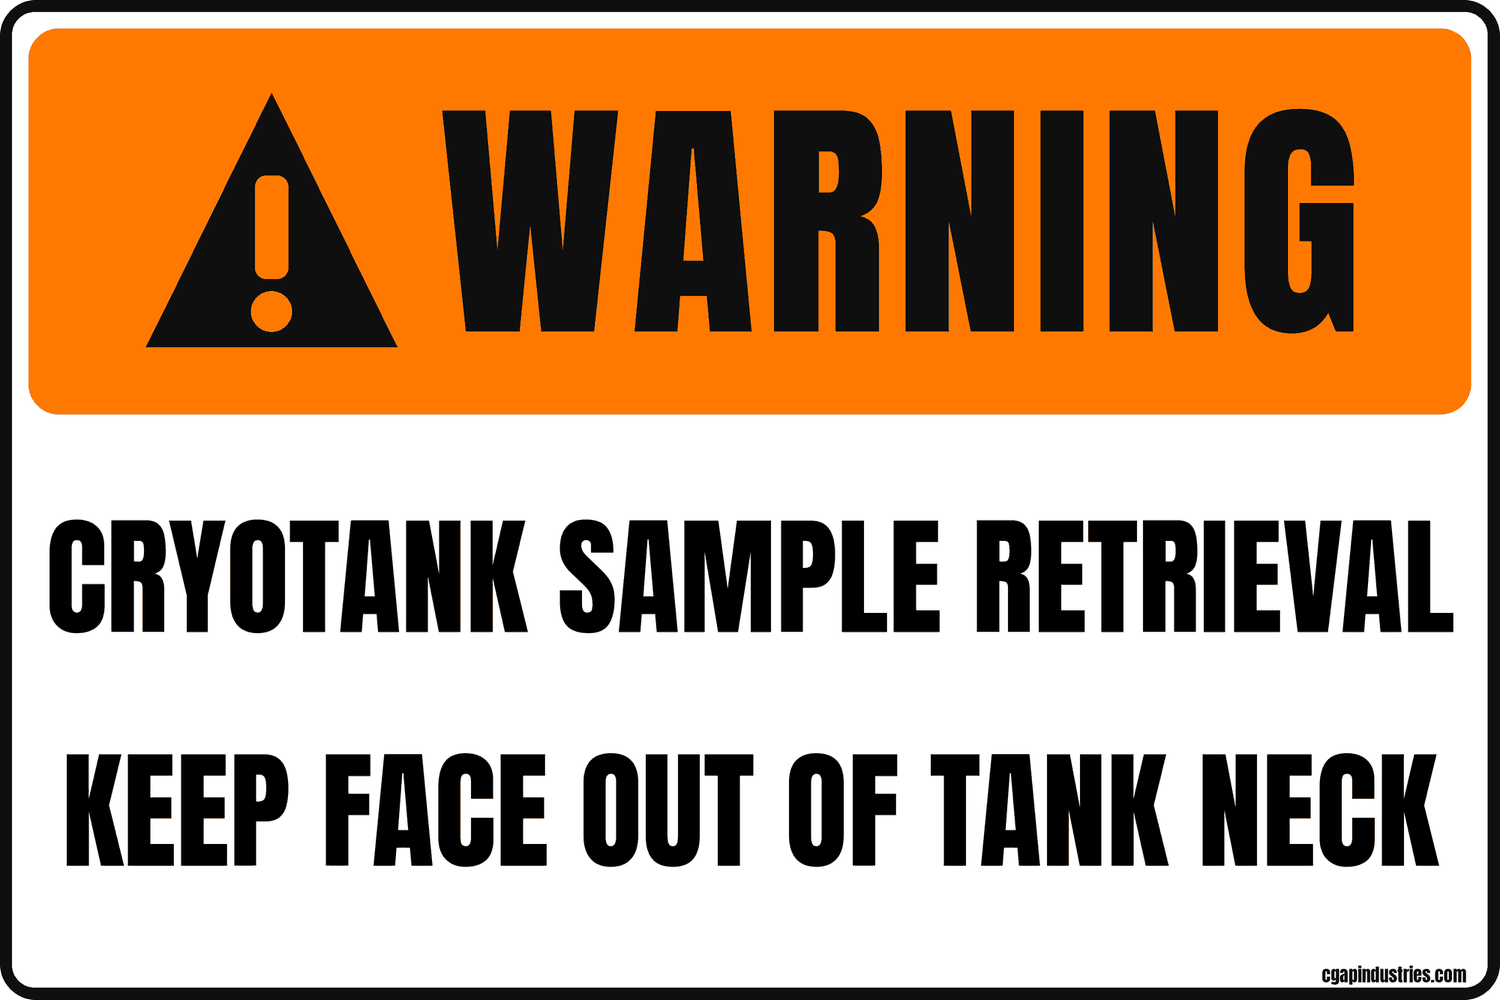 WARNING
CRYOTANK SAMPLE RETRIEVAL
KEEP FACE OUT OF TANK NECK
cgapindustries.com